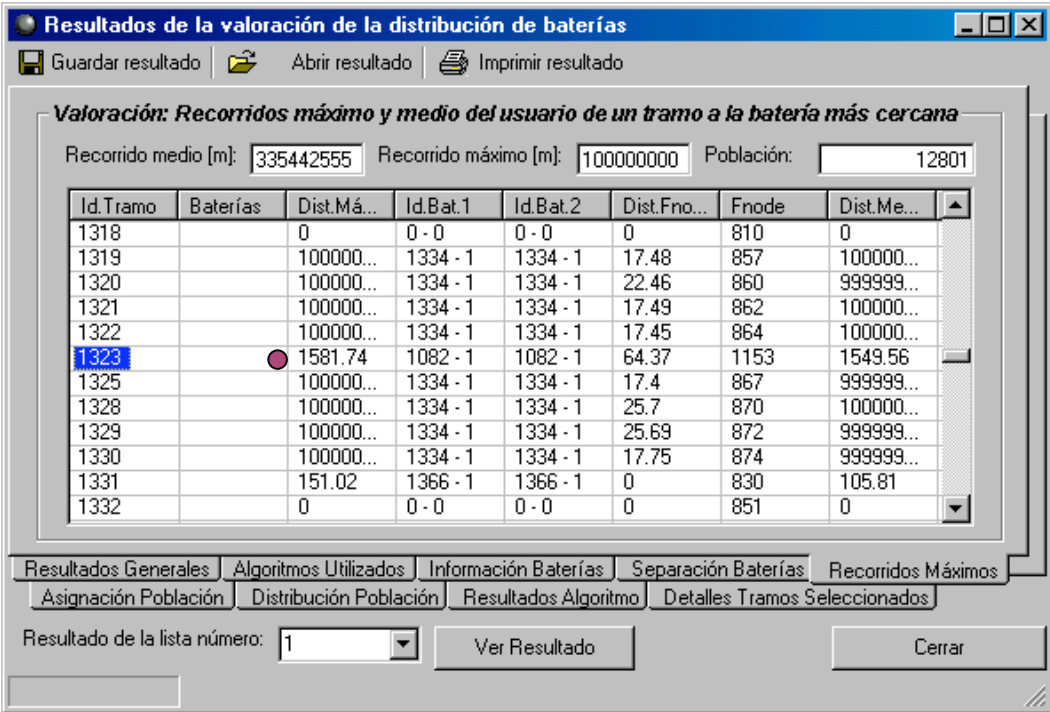 Resultados de la valoración de la distribución de baterías
Guardar resultado Abrir resultado Imprimir resultado
Valoración: Recorridos máximo y medio del usuario de un tramo a la batería más cercana
Recorrido medio [m]: 335442555 Recorrido máximo [m]: 100000000 Población: 12801
Id.Tramo Baterías Dist.Má... Id.Bat.1 Id.Bat.2 Dist.Fno... Fnode Dist.Me...
1318 0 0 - 0 0 - 0 0 810 0
1319 100000... 1334 - 1 1334 - 1 17.48 857 100000...
1320 100000... 1334 - 1 1334 - 1 22.46 860 999999...
1321 100000... 1334 - 1 1334 - 1 17.49 862 100000...
1322 100000... 1334 - 1 1334 - 1 17.45 864 100000...
1323 1581.74 1082 - 1 1082 - 1 64.37 1153 1549.56
1325 100000... 1334 - 1 1334 - 1 17.4 867 999999...
1328 100000... 1334 - 1 1334 - 1 25.7 870 100000...
1329 100000... 1334 - 1 1334 - 1 25.69 872 999999...
1330 100000... 1334 - 1 1334 - 1 17.75 874 999999...
1331 151.02 1366 - 1 1366 - 1 0 830 105.81
1332 0 0 - 0 0 - 0 0 851 0
Resultados Generales Algoritmos Utilizados Información Baterías Separación Baterías Recorridos Máximos
Asignación Población Distribución Población Resultados Algoritmo Detalles Tramos Seleccionados
Resultado de la lista número: 1 Ver Resultado Cerrar